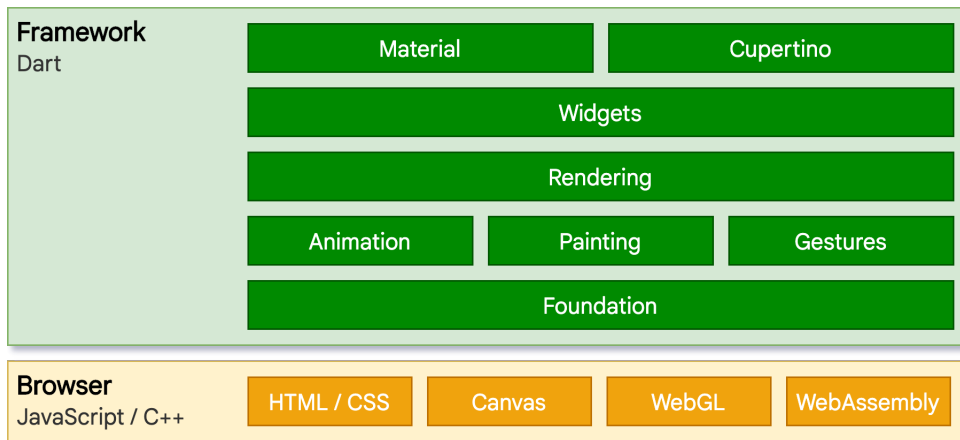 Framework
Dart
Material
Cupertino
Widgets
Rendering
Animation
Painting
Gestures
Foundation
Browser
JavaScript / C++
HTML / CSS
Canvas
WebGL
WebAssembly